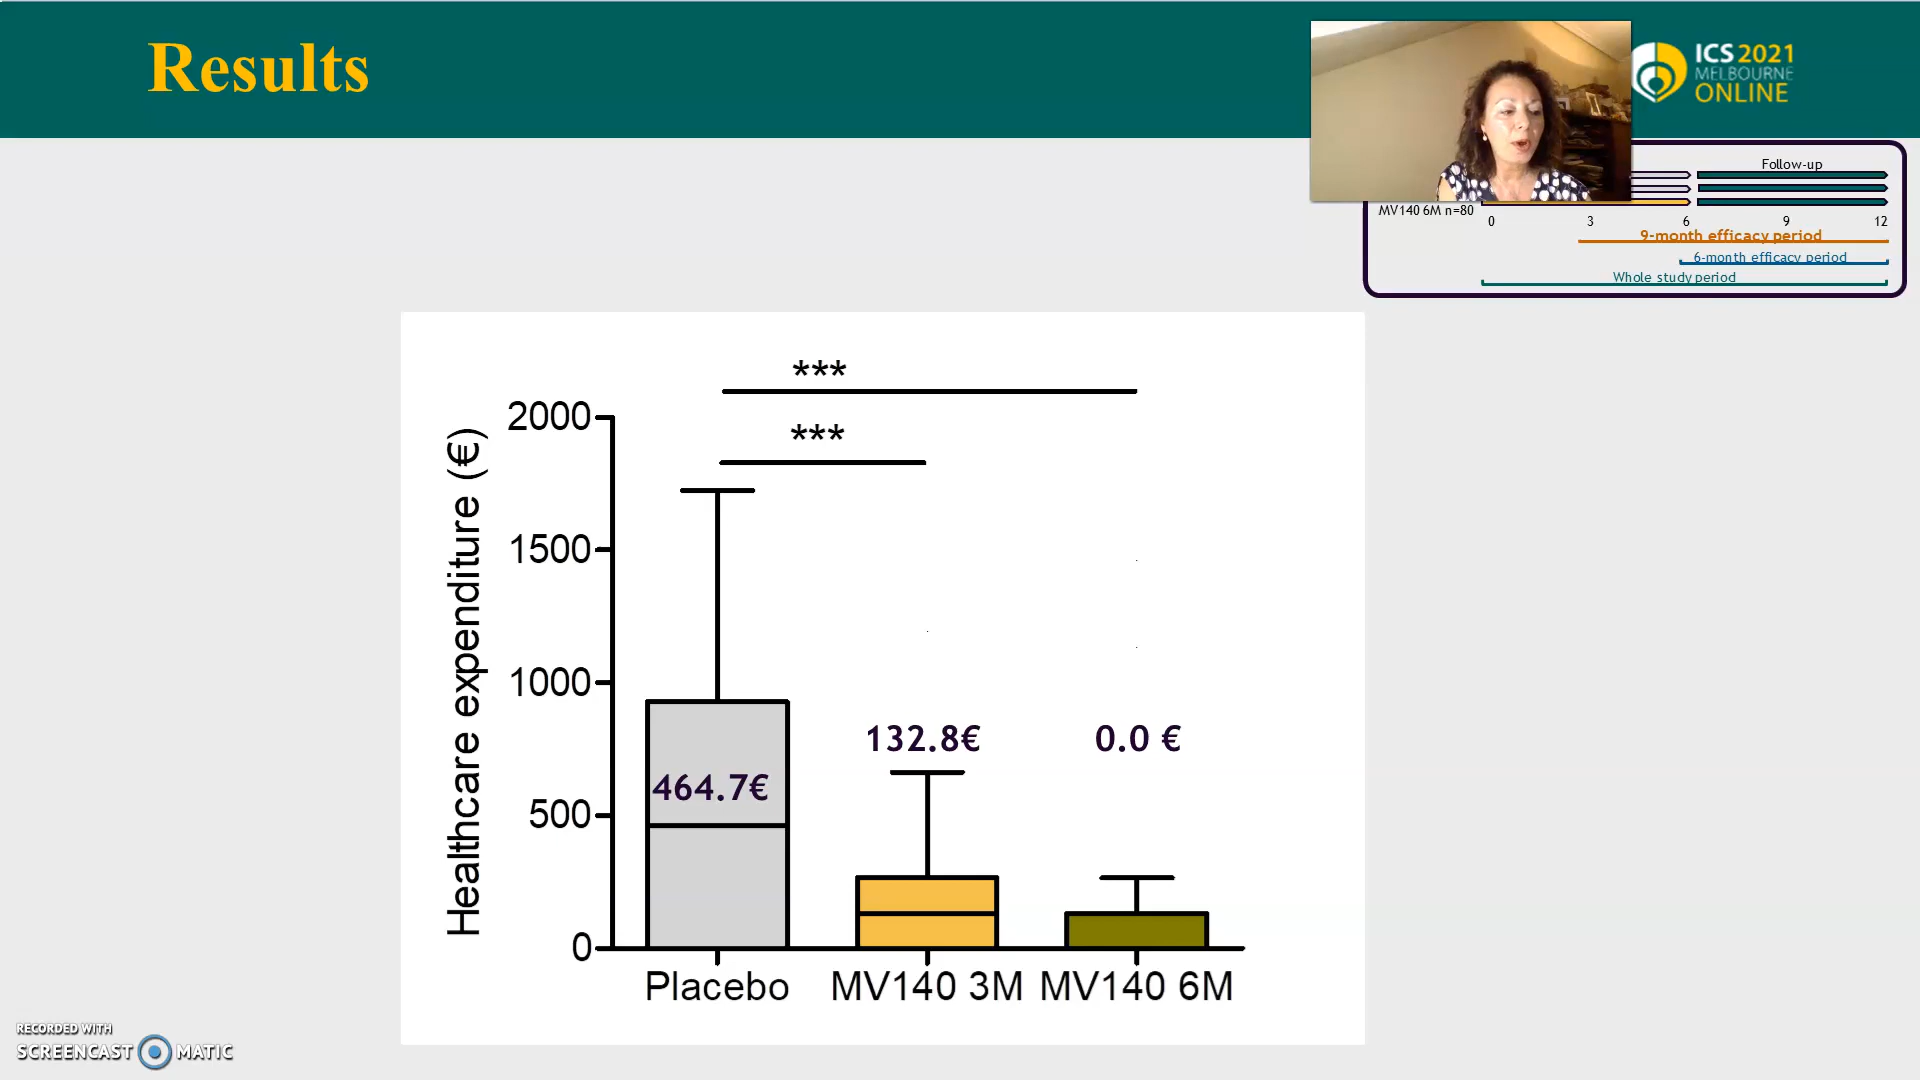 Results
ICS 2021
MELBOURNE
ONLINE
Follow-up
MV140 6M n=80
0 3 6 9 12
9-month efficacy period
6-month efficacy period
Whole study period
***
***
Healthcare expenditure (€)
2000
1500
1000
500
0
464.7€
132.8€
0.0 €
Placebo MV140 3M MV140 6M
RECORDED WITH
SCREENCAST MATIC